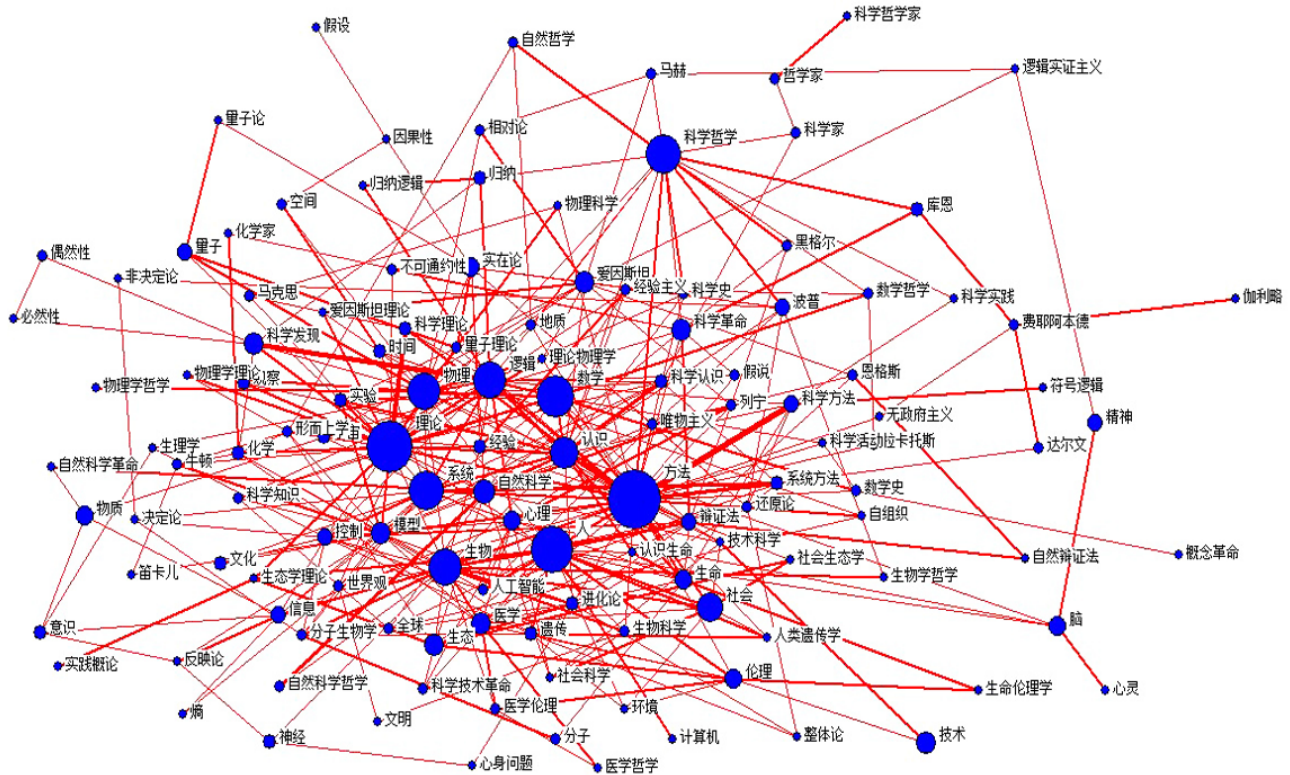 科学哲学家
假设
自然哲学
马赫
哲学家
逻辑实证主义
量子论
因果性
相对论
科学哲学
科学家
归纳逻辑
归纳
空间
物理科学
库恩
化学家
偶然性
量子
不可通约性
实在论
黑格尔
非决定论
马克思
爱因斯坦
经验主义
科学史
波普
数学哲学
科学实践
伽利略
必然性
爱因斯坦理论
科学理论
地质
科学革命
费耶阿本德
科学发现
时间
量子理论
理论物理学
逻辑
物理学哲学
物理学理论
观察
物理
数学
科学认识
假说
恩格斯
符号逻辑
实验
列宁
科学方法
无政府主义
精神
理论
唯物主义
形而上学
宙
经验
认识
科学活动
拉卡托斯
达尔文
生理学
牛顿
化学
自然科学革命
系统
自然科学
方法
系统方法
数学史
科学知识
物质
决定论
控制
模型
心理
人
辩证法
还原论
自组织
技术科学
文化
笛卡儿
生态学理论
世界观
生物
人工智能
认识生命
生命
社会生态学
生物学哲学
自然辩证法
概念革命
信息
进化论
社会
意识
分子生物学
全球
医学
遗传
生物科学
人类遗传学
脑
生态
实践概论
反映论
自然科学哲学
科学技术革命
社会科学
伦理
生命伦理学
心灵
熵
文明
医学伦理
环境
神经
分子
计算机
整体论
技术
心身问题
医学哲学